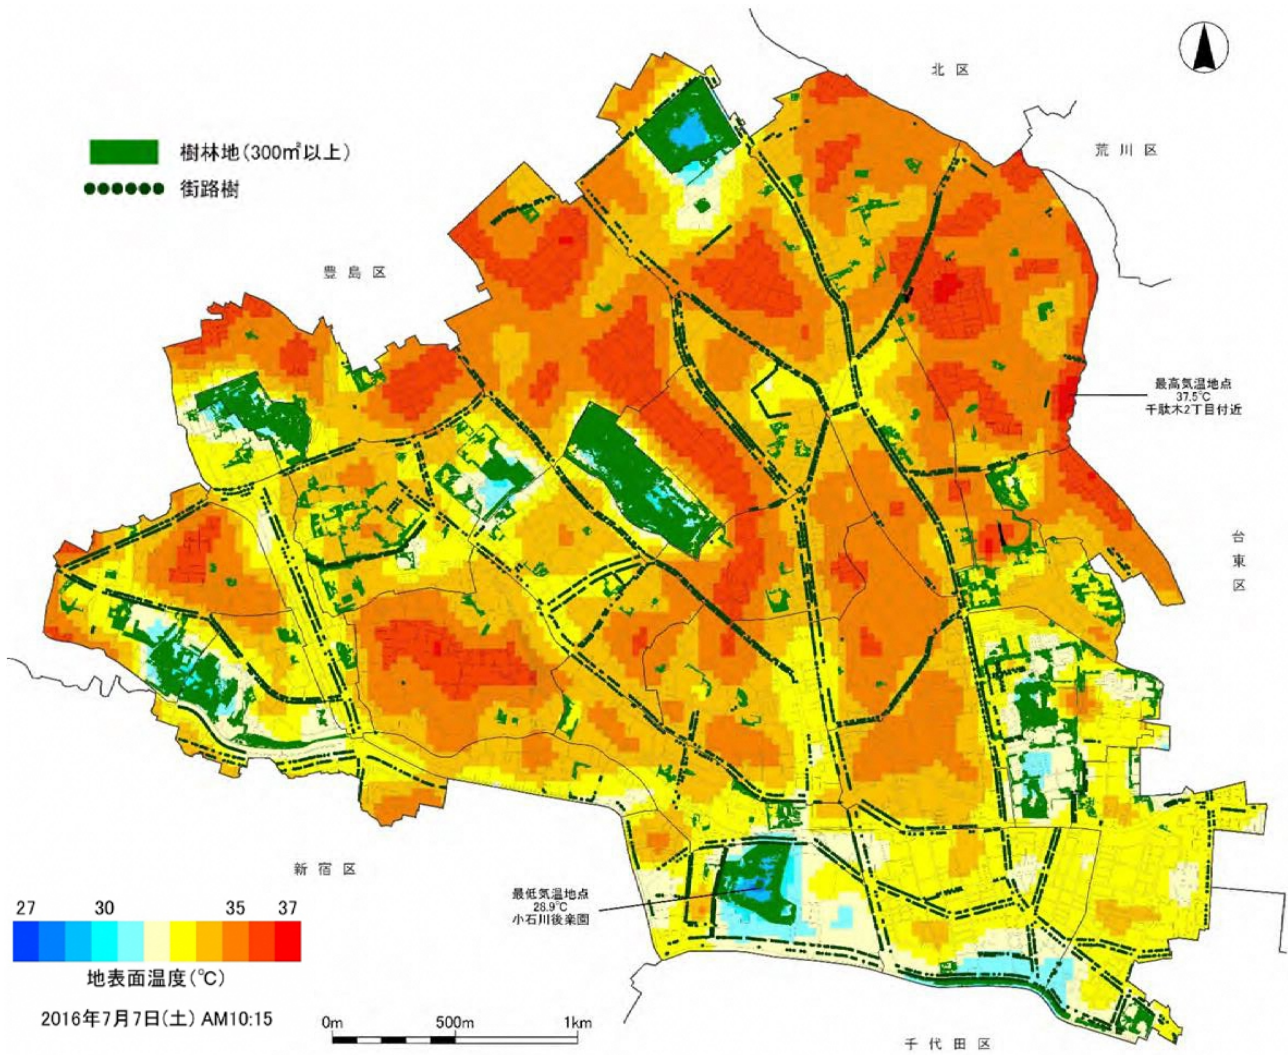 北区
荒川区
樹林地(300㎡以上)
街路樹
豊島区
最高気温地点
37.5℃
千駄木2丁目付近
台東区
新宿区
最低気温地点
28.9℃
小石川後楽園
27 30 35 37
地表面温度(℃)
2016年7月7日(土) AM10:15
0m 500m 1km
千代田区